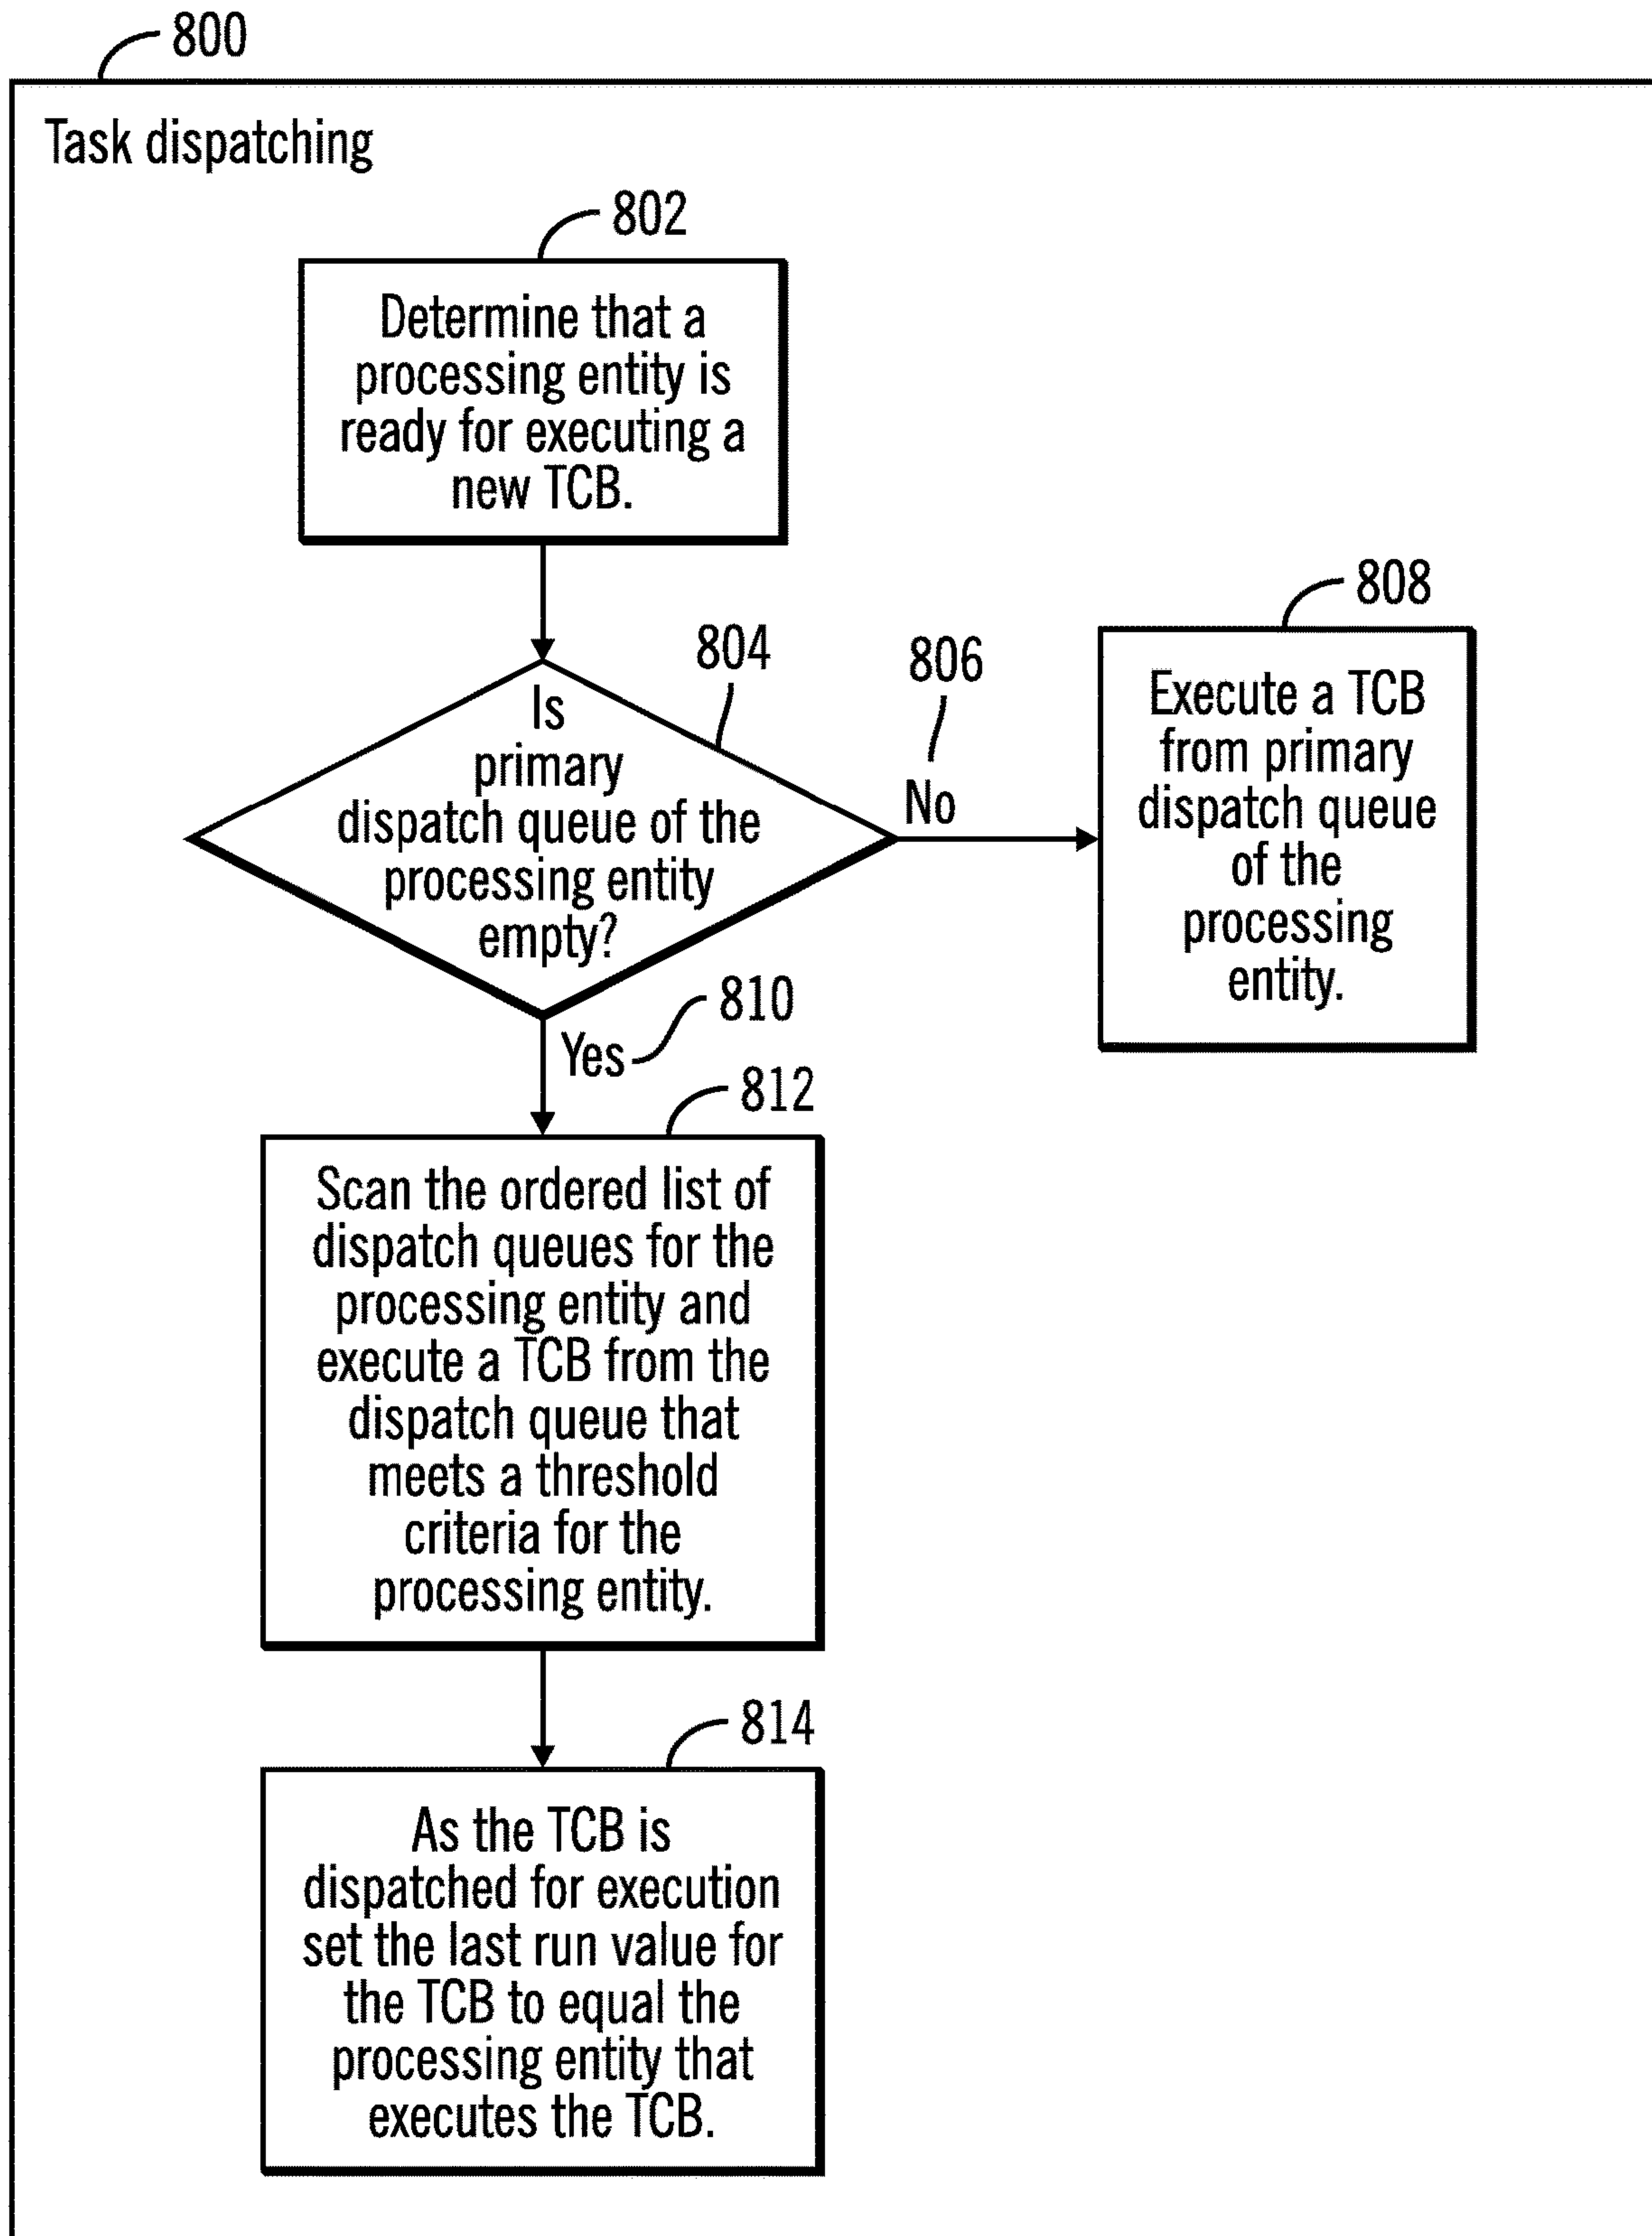 800
Task dispatching
802
Determine that a
processing entity is
ready for executing a
new TCB.
804
806
808
Is
primary
dispatch queue of the
processing entity
empty?
No
Execute a TCB
from primary
dispatch queue
of the
processing
entity.
810
Yes
812
Scan the ordered list of
dispatch queues for the
processing entity and
execute a TCB from the
dispatch queue that
meets a threshold
criteria for the
processing entity.
814
As the TCB is
dispatched for execution
set the last run value for
the TCB to equal the
processing entity that
executes the TCB.